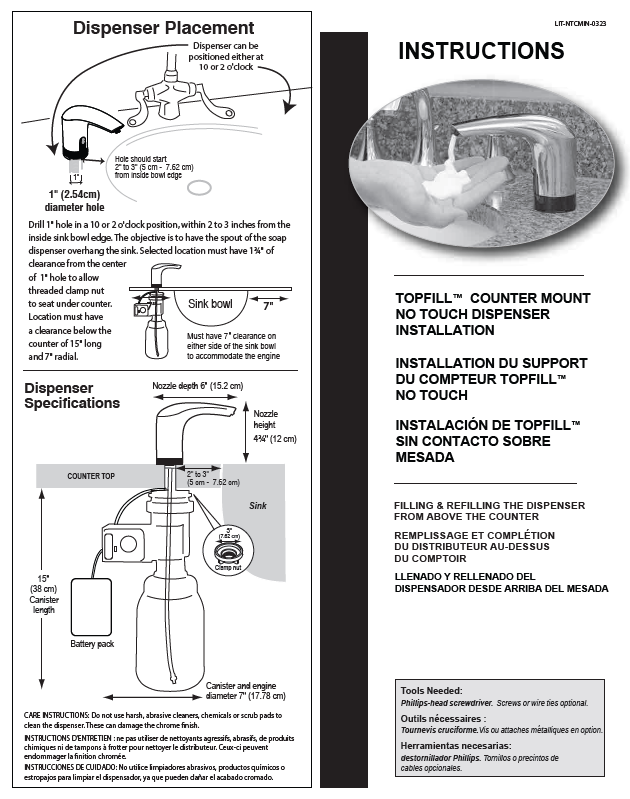 Dispenser Placement
Dispenser can be
positioned either at
10 or 2 o'clock
Hole should start
2" to 3" (5 cm - 7.62 cm)
from inside bowl edge
1"
1" (2.54cm)
diameter hole
Drill 1" hole in a 10 or 2 o'clock position, within 2 to 3 inches from the
inside sink bowl edge. The objective is to have the spout of the soap
dispenser overhang the sink. Selected location must have 1¾" of
clearance from the center
of 1" hole to allow
threaded clamp nut
to seat under counter.
Location must have
a clearance below the
counter of 15" long
and 7" radial.
Sink bowl
7"
Must have 7" clearance on
either side of the sink bowl
to accommodate the engine
Dispenser
Specifications
Nozzle depth 6" (15.2 cm)
Nozzle
height
4¾" (12 cm)
COUNTER TOP
2" to 3"
(5 cm - 7.62 cm)
Sink
3"
(7.62 cm)
Clamp nut
15"
(38 cm)
Canister
length
Battery pack
Canister and engine
diameter 7" (17.78 cm)
CARE INSTRUCTIONS: Do not use harsh, abrasive cleaners, chemicals or scrub pads to
clean the dispenser. These can damage the chrome finish.
INSTRUCTIONS D'ENTRETIEN : ne pas utiliser de nettoyants agressifs, abrasifs, de produits
chimiques ni de tampons à frotter pour nettoyer le distributeur. Ceux-ci peuvent
endommager la finition chromée.
INSTRUCCIONES DE CUIDADO: No utilice limpiadores abrasivos, productos químicos o
estropajos para limpiar el dispensador, ya que pueden dañar el acabado cromado.
LIT-NTCMIN-0323
INSTRUCTIONS
TOPFILL™ COUNTER MOUNT
NO TOUCH DISPENSER
INSTALLATION
INSTALLATION DU SUPPORT
DU COMPTEUR TOPFILL™
NO TOUCH
INSTALACIÓN DE TOPFILL™
SIN CONTACTO SOBRE
MESADA
FILLING & REFILLING THE DISPENSER
FROM ABOVE THE COUNTER
REMPLISSAGE ET COMPLÉTION
DU DISTRIBUTEUR AU-DESSUS
DU COMPTOIR
LLENADO Y RELLENADO DEL
DISPENSADOR DESDE ARRIBA DEL MESADA
Tools Needed:
Phillips-head screwdriver. Screws or wire ties optional.
Outils nécessaires :
Tournevis cruciforme. Vis ou attaches métalliques en option.
Herramientas necesarias:
destornillador Phillips. Tornillos o precintos de
cables opcionales.